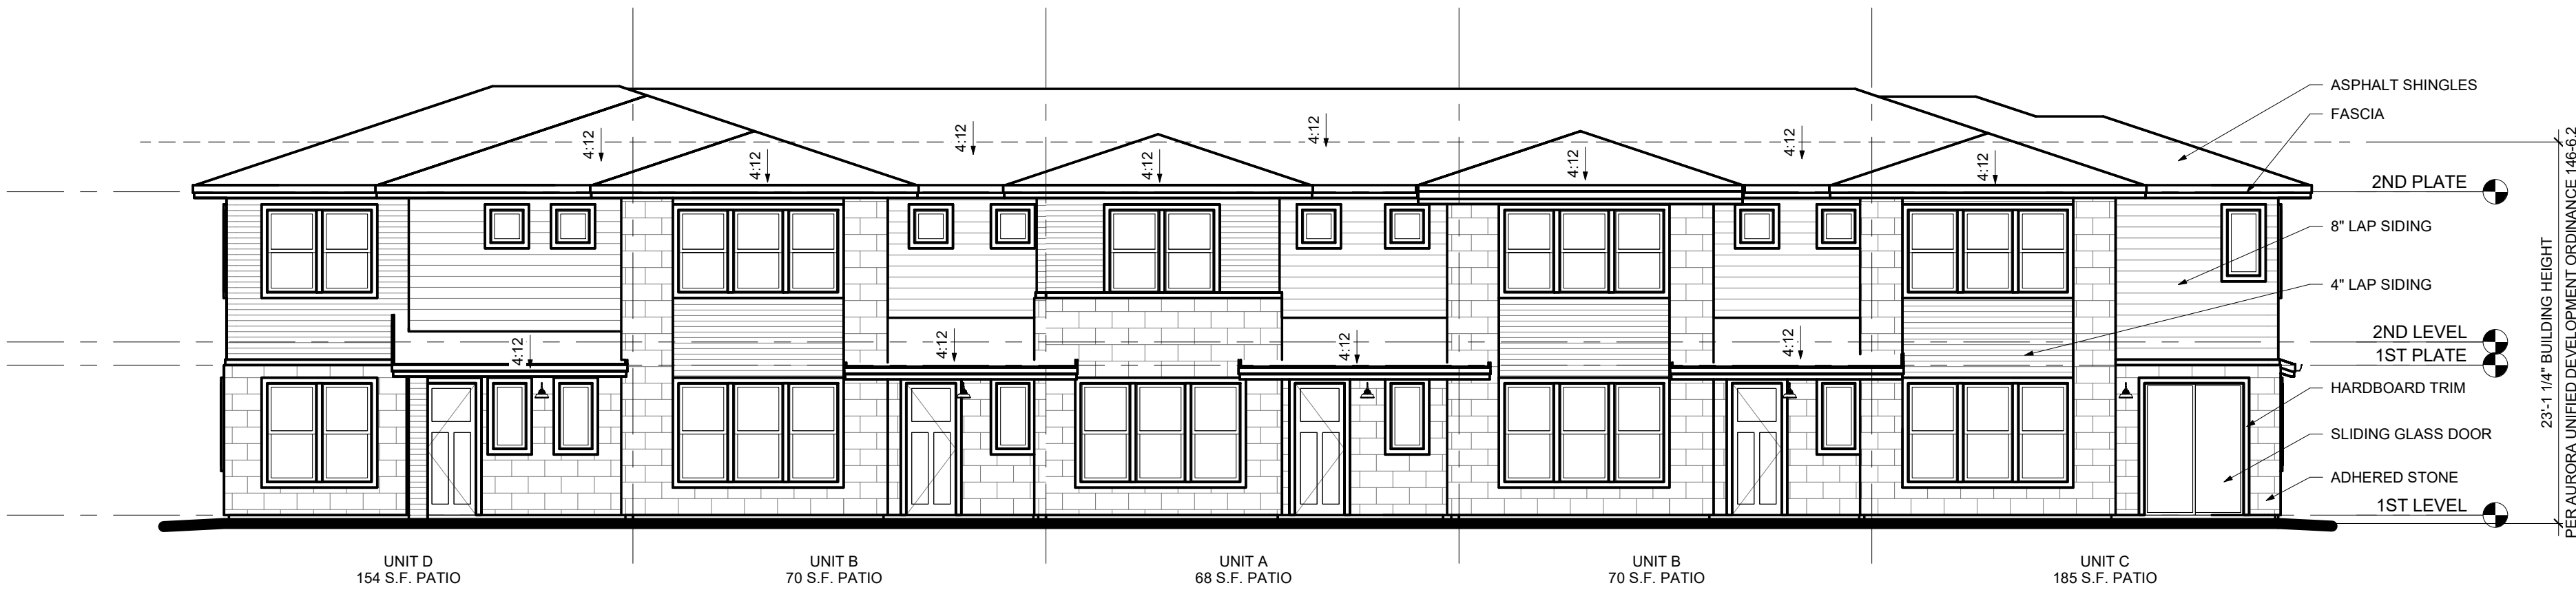 ASPHALT SHINGLES
FASCIA
4:12
4:12
4:12
4:12
4:12
4:12
4:12
4:12
2ND PLATE
8" LAP SIDING
4" LAP SIDING
2ND LEVEL
1ST PLATE
4:12
4:12
4:12
4:12
HARDBOARD TRIM
SLIDING GLASS DOOR
ADHERED STONE
1ST LEVEL
23'-1 1/4" BUILDING HEIGHT
PER AURORA UNIFIED DEVELOPMENT ORDINANCE 146-6.2
UNIT D
154 S.F. PATIO
UNIT B
70 S.F. PATIO
UNIT A
68 S.F. PATIO
UNIT B
70 S.F. PATIO
UNIT C
185 S.F. PATIO